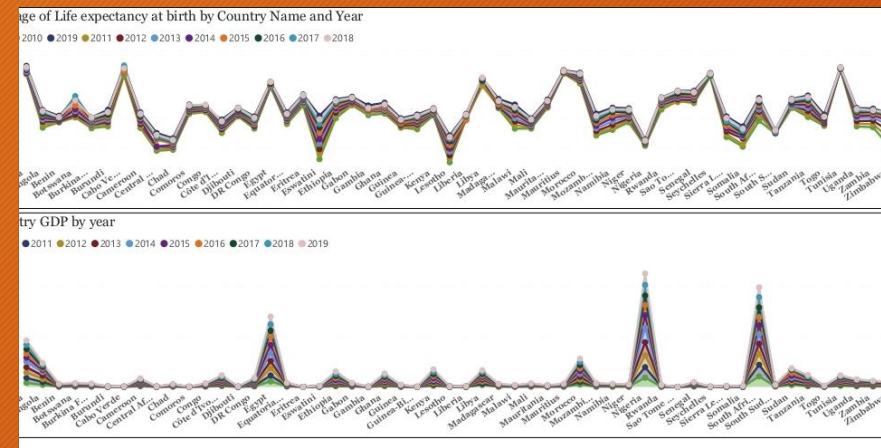 ge of Life expectancy at birth by Country Name and Year
2010 2019 2011 2012 2013 2014 2015 2016 2017 2018
gola Benin Botswana Burkina... Burundi Cabo Ve... Cameroon Central ... Chad Comoros Congo Côte d'I... Djibouti DR Congo Egypt Equator... Eritrea Eswatini Ethiopia Gabon Gambia Ghana Guinea Guinea-... Kenya Lesotho Liberia Libya Madaga... Malawi Mali Maurita... Mauritius Morocco Mozamb... Namibia Niger Nigeria Rwanda Sao To... Senegal Seychelles Sierra L... Somalia South Af... South S... Sudan Tanzania Togo Tunisia Uganda Zambia Zimbabw
try GDP by year
2011 2012 2013 2014 2015 2016 2017 2018 2019
ngola Benin Botswana Burkina F... Burundi Cabo Verde Cameroon Central Af... Chad Comoros Congo Côte d'Ivo... Djibouti DR Congo Egypt Equatoria... Eritrea Eswatini Ethiopia Gabon Gambia Ghana Guinea Guinea-Bi... Kenya Lesotho Liberia Libya Madagascar Malawi Mali Mauritania Mauritius Morocco Mozambi... Namibia Niger Nigeria Rwanda Sao Tome ... Senegal Seychelles Sierra ... Somalia South Afri... South Sud... Sudan Tanzania Togo Tunisia Uganda Zambia Zimbabw